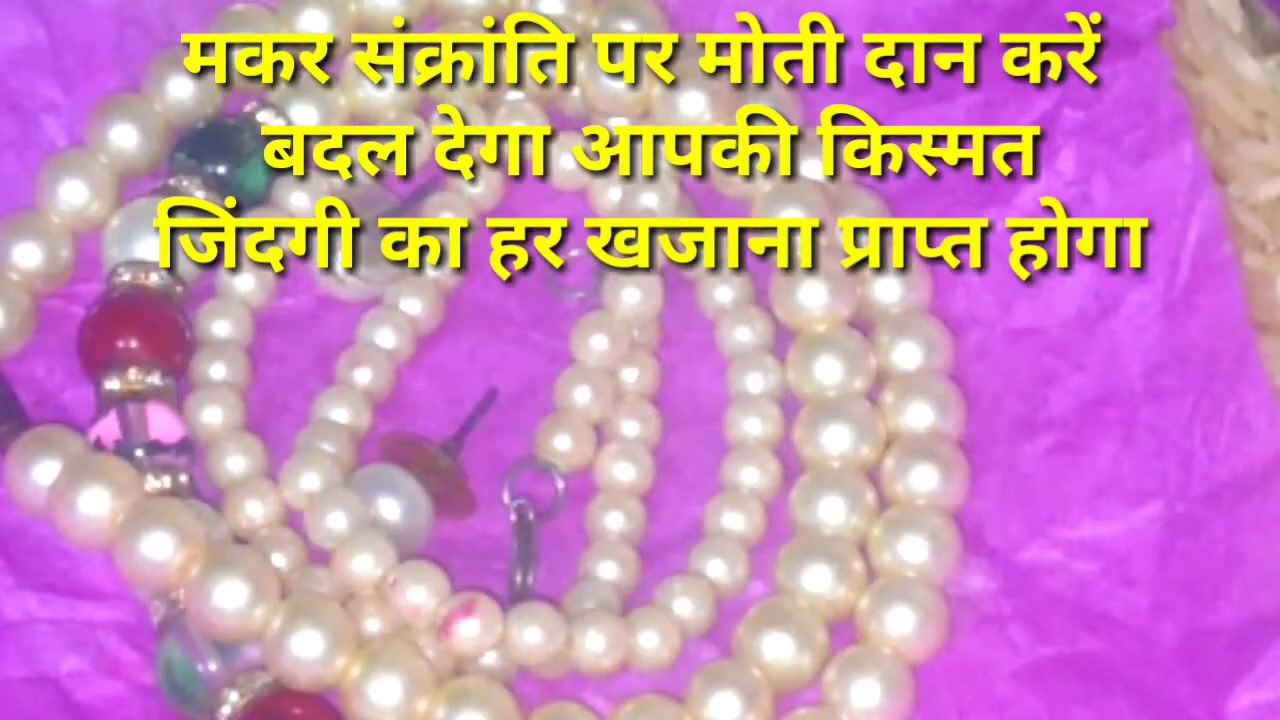 मकर संक्रांति पर मोती दान करें
बदल देगा आपकी किस्मत
जिंदगी का हर खजाना प्राप्त होगा